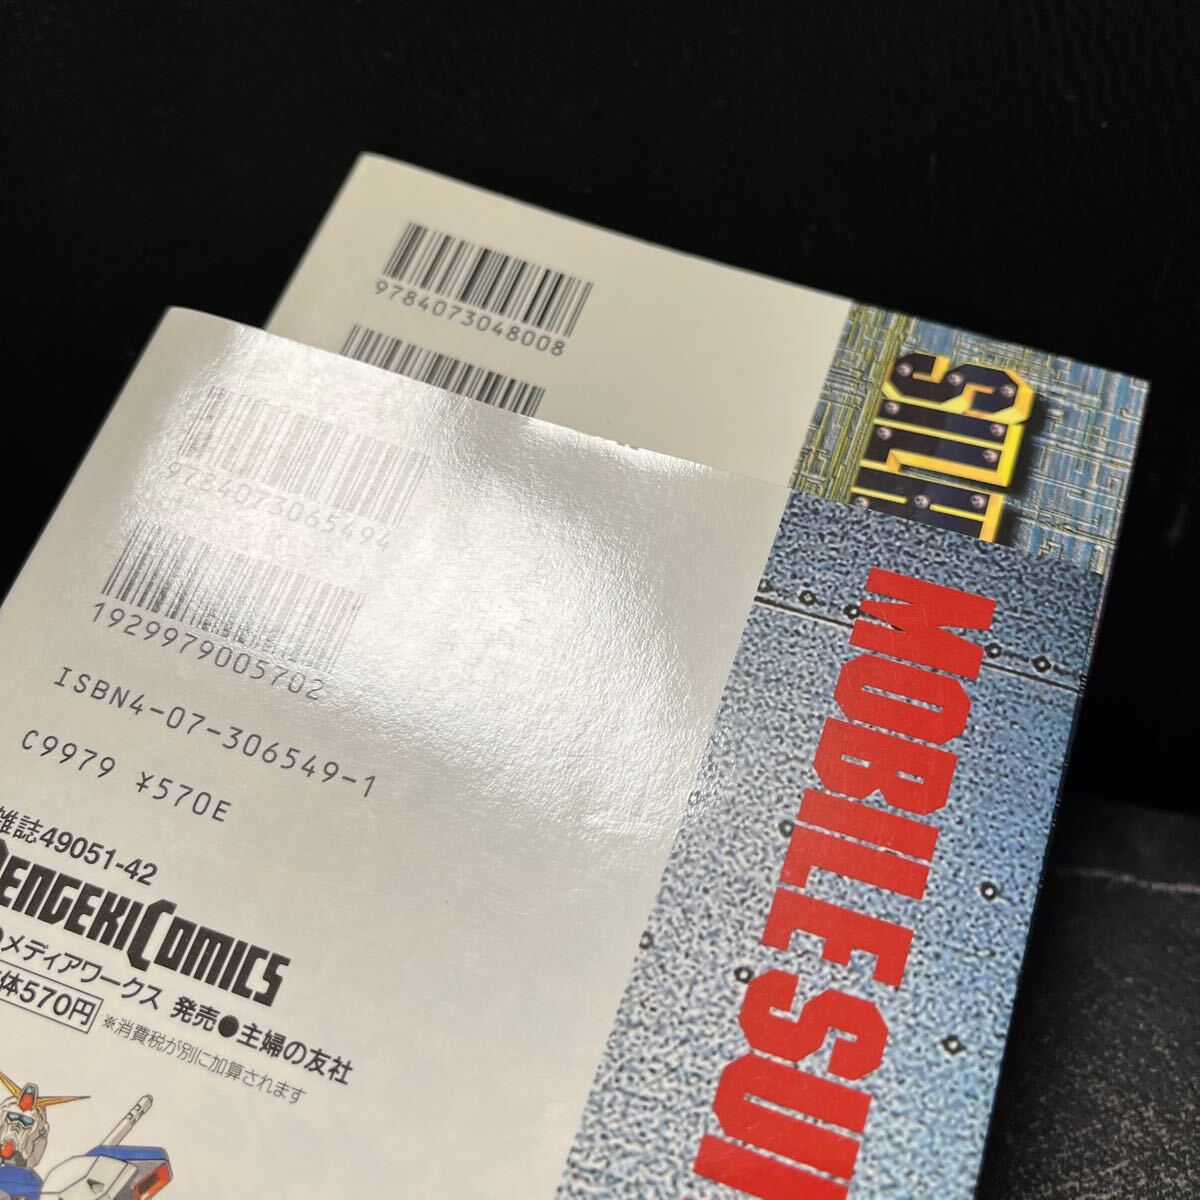 9784073048008
SIL
9784073065494
1929979005702
ISBN4-07-306549-1
C9979 ¥570E
雑誌49051-42
DENGEKI COMICS
メディアワークス 発売●主婦の友社
体570円 ※消費税が別に加算されます
MOBILE SUI